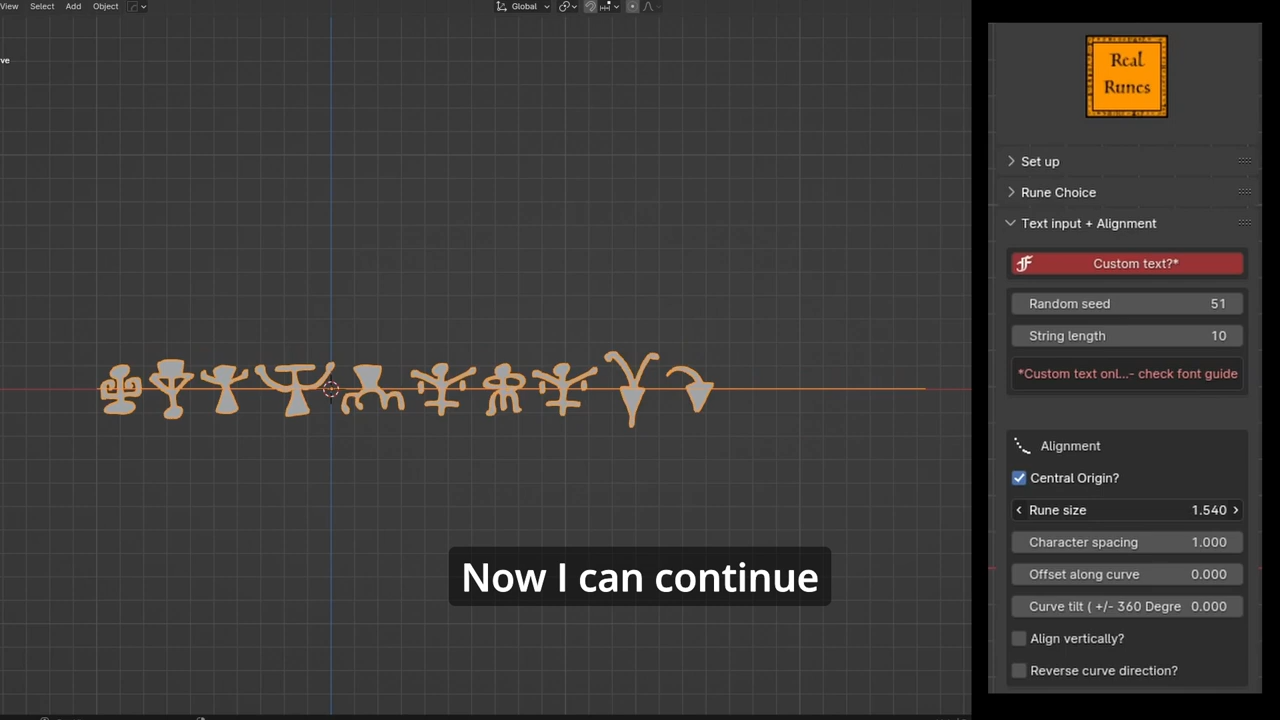 View Select Add Object Global
ve
Real
Runes
Set up
Rune Choice
Text input + Alignment
Custom text?*
Random seed 51
String length 10
*Custom text onl...- check font guide
Alignment
Central Origin?
Rune size 1.540
Character spacing 1.000
Offset along curve 0.000
Curve tilt ( +/- 360 Degre 0.000
Align vertically?
Reverse curve direction?
Now I can continue